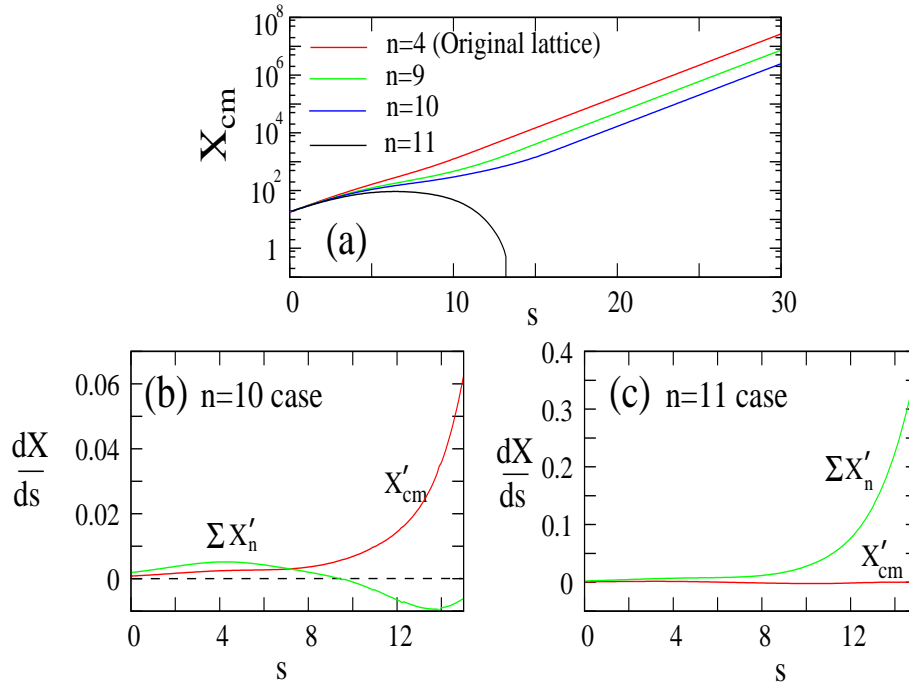 10^8
10^6
10^4
10^2
1
X_cm
n=4 (Original lattice)
n=9
n=10
n=11
(a)
0 10 20 30
s
0.06
0.04
0.02
0
dX
ds
(b) n=10 case
X′_cm
ΣX′_n
0 4 8 12
s
0.4
0.3
0.2
0.1
0
dX
ds
(c) n=11 case
ΣX′_n
X′_cm
0 4 8 12
s